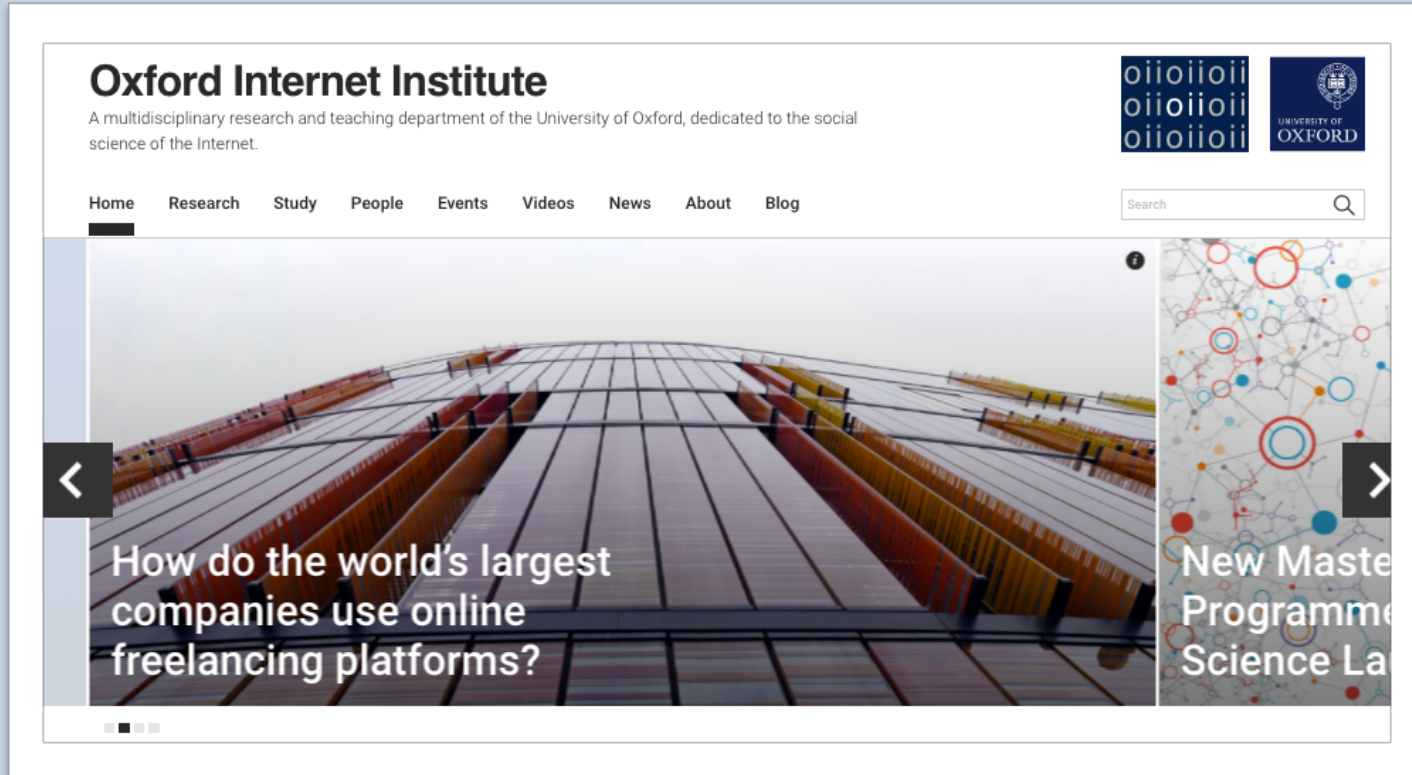 Oxford Internet Institute
A multidisciplinary research and teaching department of the University of Oxford, dedicated to the social
science of the Internet.
oiioiioii
oiioiioii
oiioiioii
UNIVERSITY OF
OXFORD
Home Research Study People Events Videos News About Blog
Search
i
How do the world's largest
companies use online
freelancing platforms?
New Maste
Programme
Science La